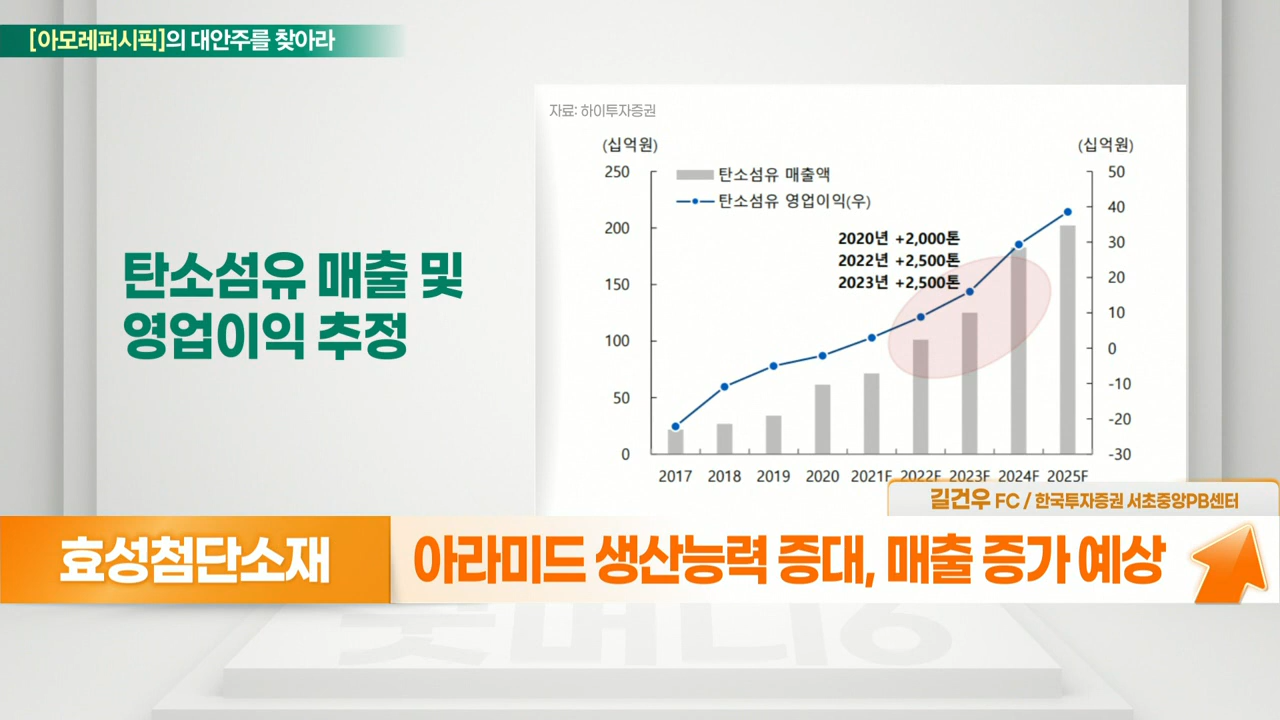 [아모레퍼시픽]의 대안주를 찾아라
탄소섬유 매출 및
영업이익 추정
자료: 하이투자증권
(십억원)
(십억원)
탄소섬유 매출액
탄소섬유 영업이익(우)
2020년 +2,000톤
2022년 +2,500톤
2023년 +2,500톤
250
200
150
100
50
0
50
40
30
20
10
0
-10
-20
-30
2017 2018 2019 2020 2021F 2022F 2023F 2024F 2025F
길건우 FC / 한국투자증권 서초중앙PB센터
효성첨단소재
아라미드 생산능력 증대, 매출 증가 예상
굿머니6